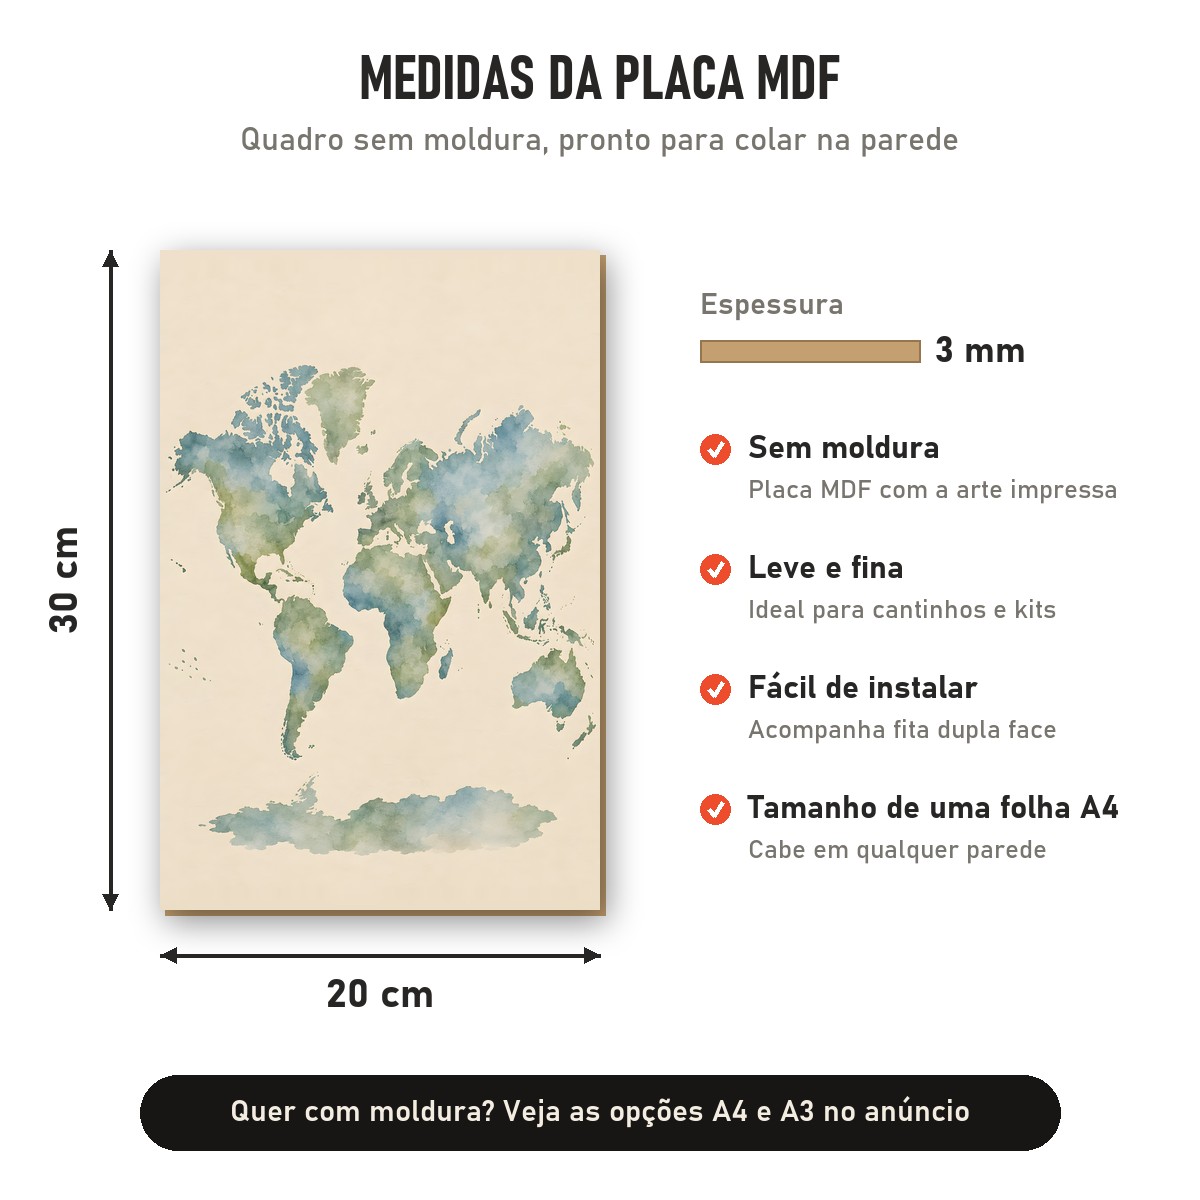 MEDIDAS DA PLACA MDF
Quadro sem moldura, pronto para colar na parede
30 cm
20 cm
Espessura
3 mm
Sem moldura
Placa MDF com a arte impressa
Leve e fina
Ideal para cantinhos e kits
Fácil de instalar
Acompanha fita dupla face
Tamanho de uma folha A4
Cabe em qualquer parede
Quer com moldura? Veja as opções A4 e A3 no anúncio